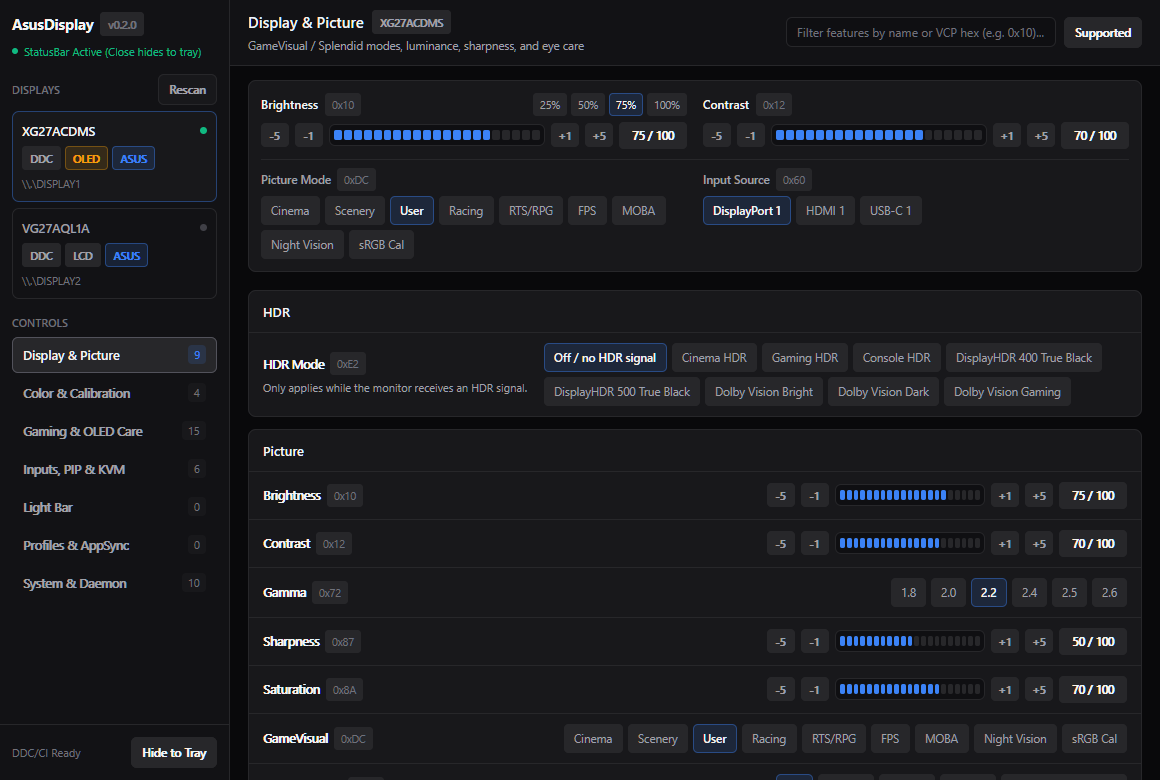 AsusDisplay v0.2.0
StatusBar Active (Close hides to tray)
DISPLAYS Rescan
XG27ACDMS
DDC OLED ASUS
\\.\DISPLAY1
VG27AQL1A
DDC LCD ASUS
\\.\DISPLAY2
CONTROLS
Display & Picture 9
Color & Calibration 4
Gaming & OLED Care 15
Inputs, PIP & KVM 6
Light Bar 0
Profiles & AppSync 0
System & Daemon 10
DDC/CI Ready Hide to Tray
Display & Picture XG27ACDMS
GameVisual / Splendid modes, luminance, sharpness, and eye care
Filter features by name or VCP hex (e.g. 0x10)... Supported
Brightness 0x10 25% 50% 75% 100%
-5 -1 +1 +5 75 / 100
Contrast 0x12
-5 -1 +1 +5 70 / 100
Picture Mode 0xDC
Cinema Scenery User Racing RTS/RPG FPS MOBA
Night Vision sRGB Cal
Input Source 0x60
DisplayPort 1 HDMI 1 USB-C 1
HDR
HDR Mode 0xE2
Only applies while the monitor receives an HDR signal.
Off / no HDR signal Cinema HDR Gaming HDR Console HDR DisplayHDR 400 True Black
DisplayHDR 500 True Black Dolby Vision Bright Dolby Vision Dark Dolby Vision Gaming
Picture
Brightness 0x10 -5 -1 +1 +5 75 / 100
Contrast 0x12 -5 -1 +1 +5 70 / 100
Gamma 0x72 1.8 2.0 2.2 2.4 2.5 2.6
Sharpness 0x87 -5 -1 +1 +5 50 / 100
Saturation 0x8A -5 -1 +1 +5 70 / 100
GameVisual 0xDC Cinema Scenery User Racing RTS/RPG FPS MOBA Night Vision sRGB Cal